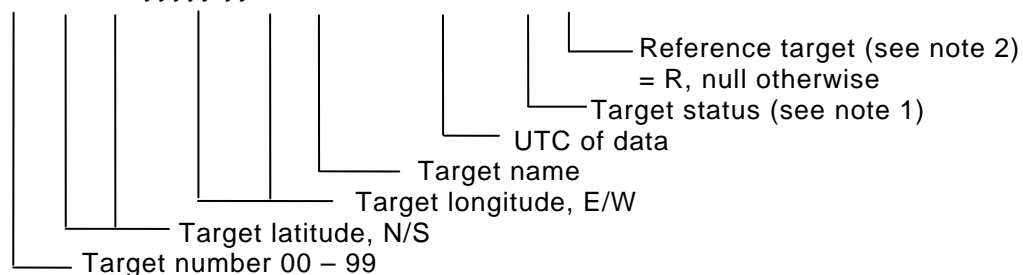 Reference target (see note 2)
= R, null otherwise
Target status (see note 1)
UTC of data
Target name
Target longitude, E/W
Target latitude, N/S
Target number 00 – 99